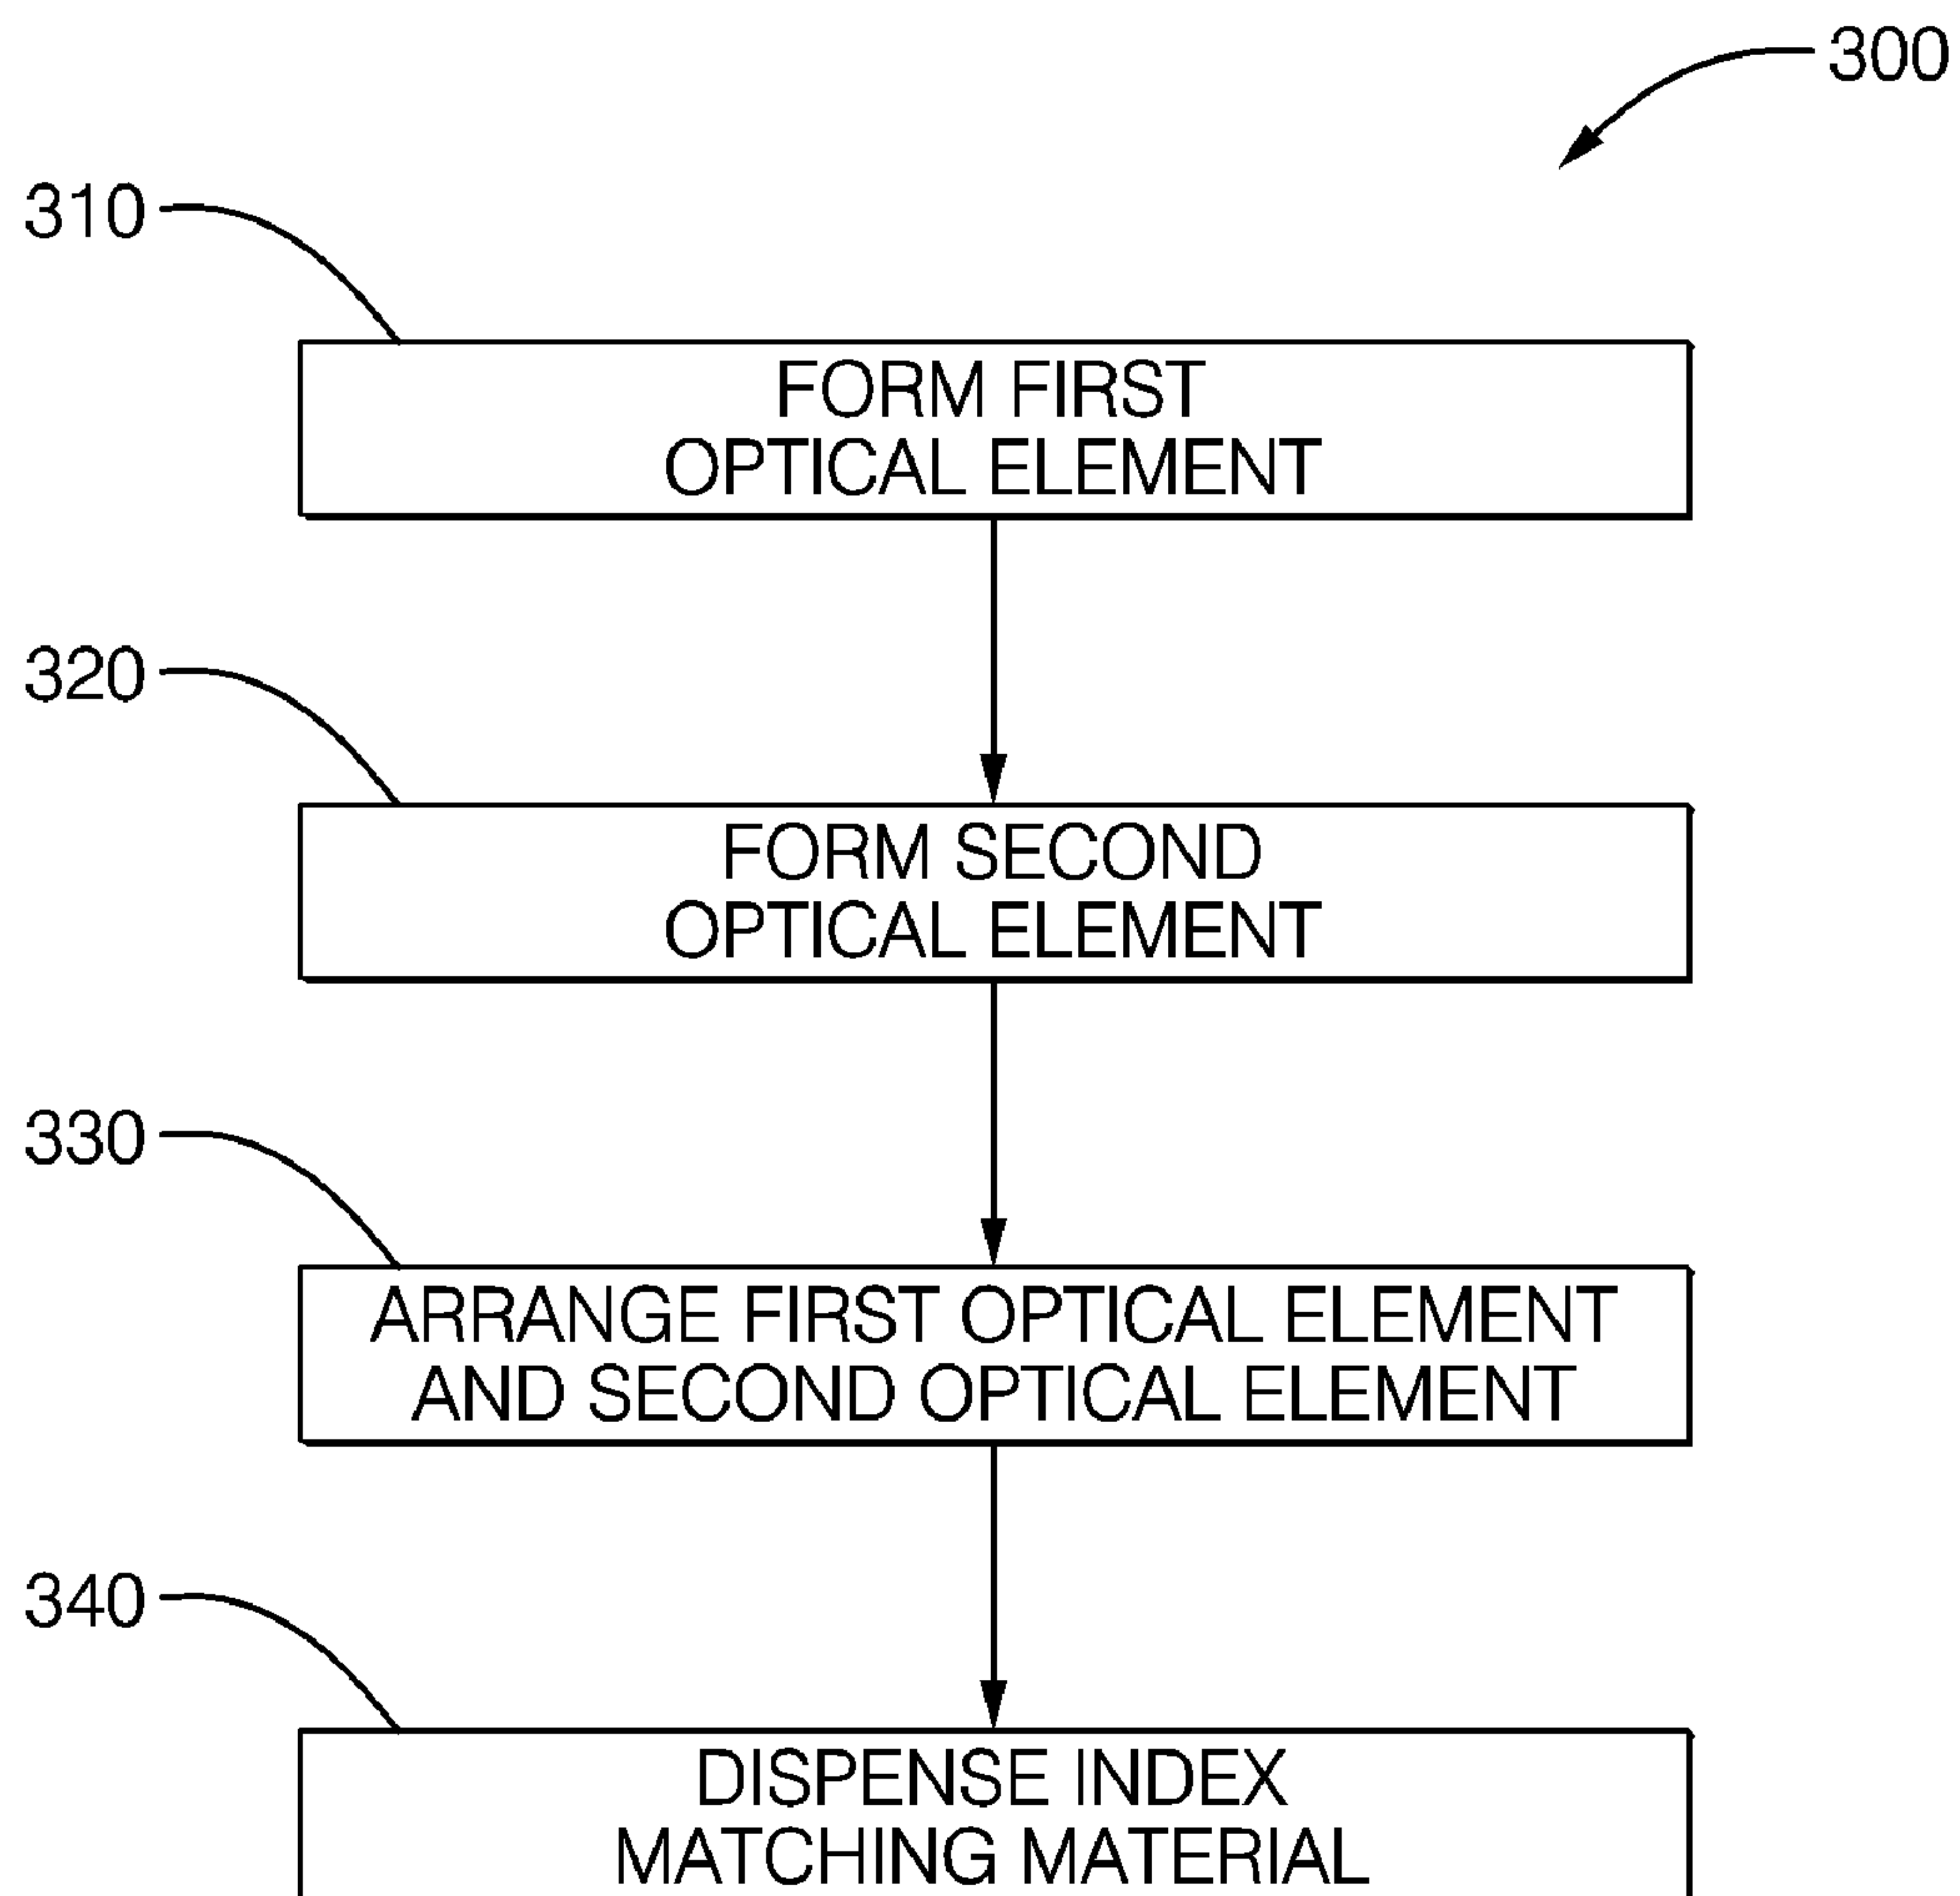 300
310
FORM FIRST
OPTICAL ELEMENT
320
FORM SECOND
OPTICAL ELEMENT
330
ARRANGE FIRST OPTICAL ELEMENT
AND SECOND OPTICAL ELEMENT
340
DISPENSE INDEX
MATCHING MATERIAL